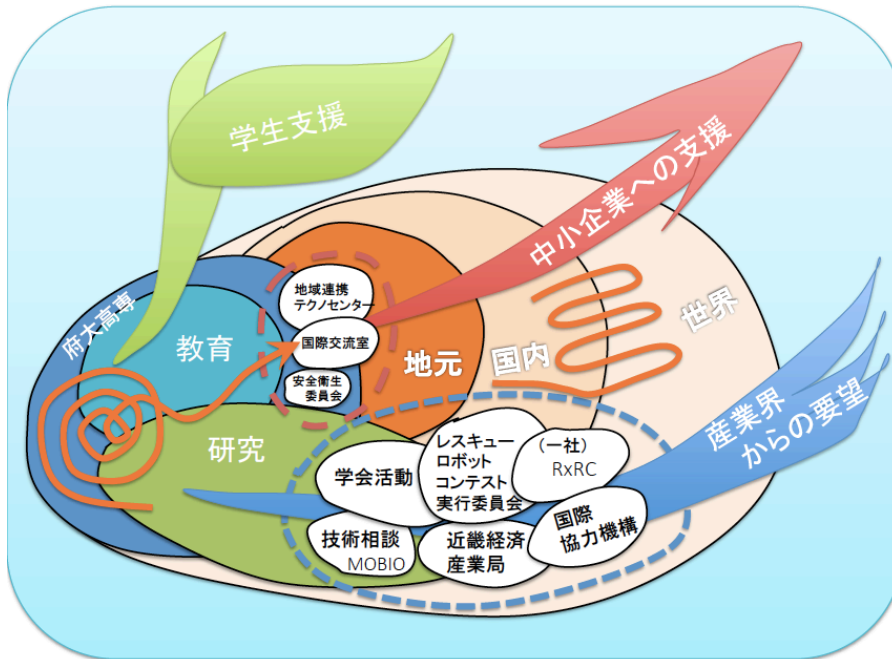 学生支援
中小企業への支援
府大高専
教育
地域連携
テクノセンター
国際交流室
安全衛生
委員会
地元
国内
世界
産業界
からの要望
研究
学会活動
レスキュー
ロボット
コンテスト
実行委員会
（一社）
RxRC
技術相談
MOBIO
近畿経済
産業局
国際
協力機構